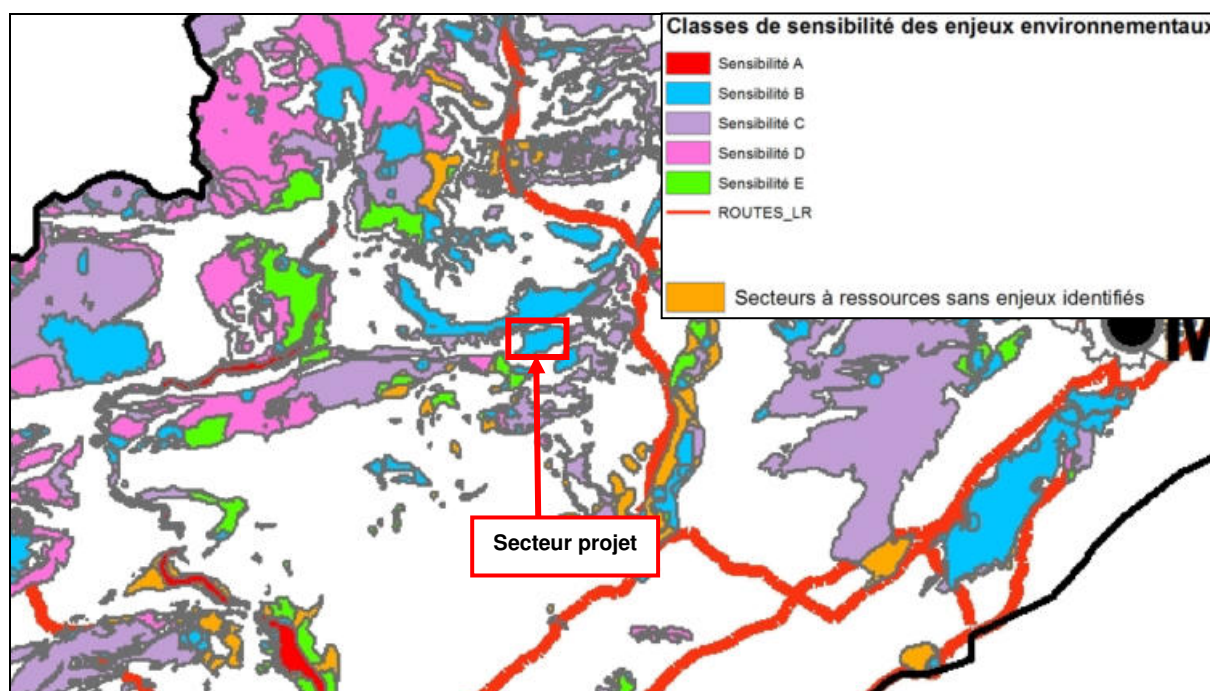 Classes de sensibilité des enjeux environnementaux
Sensibilité A
Sensibilité B
Sensibilité C
Sensibilité D
Sensibilité E
ROUTES_LR
Secteurs à ressources sans enjeux identifiés
Secteur projet